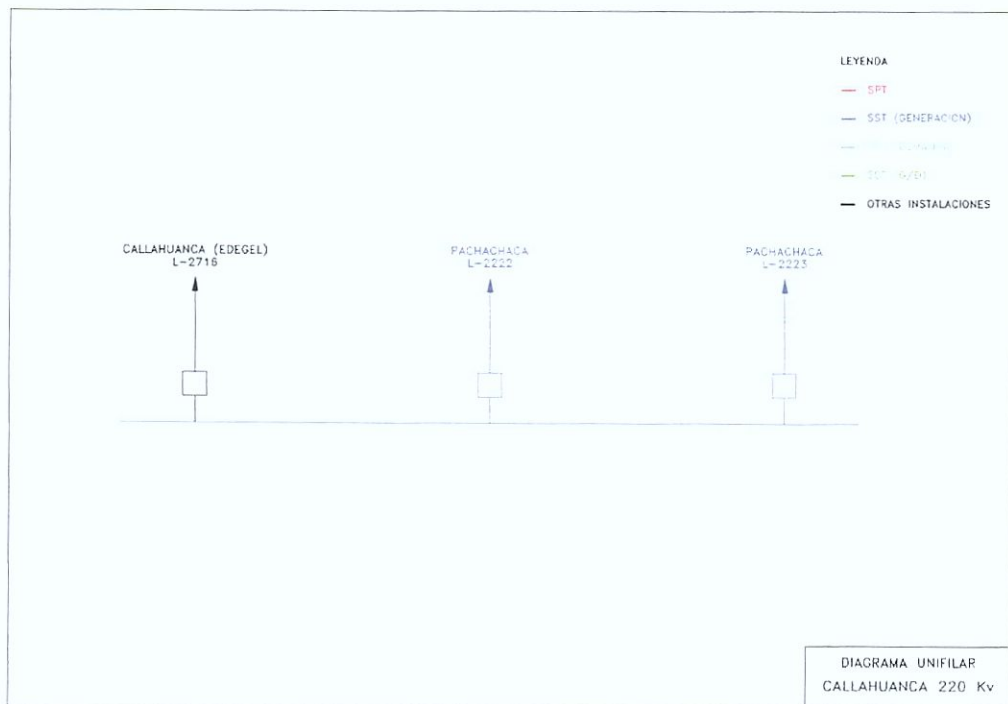 LEYENDA
SPT
SST (GENERACION)
OTRAS INSTALACIONES
CALLAHUANCA (EDEGEL)
L-2716
PACHACHACA
L-2222
PACHACHACA
L-2223
DIAGRAMA UNIFILAR
CALLAHUANCA 220 Kv